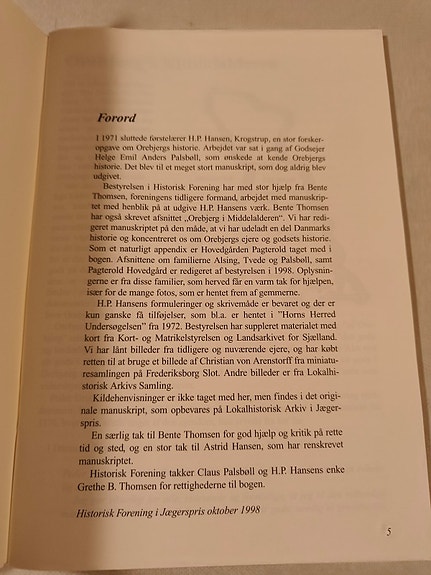 Forord
I 1971 sluttede førstelærer H.P. Hansen, Krogstrup, en stor forsker-
opgave om Orebjergs historie. Arbejdet var sat i gang af Godsejer
Helge Emil Anders Palsbøll, som ønskede at kende Orebjergs
historie. Det blev til et meget stort manuskript, som dog aldrig blev
udgivet.
Bestyrelsen i Historisk Forening har med stor hjælp fra Bente
Thomsen, foreningens tidligere formand, arbejdet med manuskrip-
tet med henblik på at udgive H.P. Hansens værk. Bente Thomsen
har også skrevet afsnittet „Orebjerg i Middelalderen“. Vi har redi-
geret manuskriptet på den måde, at vi har udeladt en del Danmarks
historie og koncentreret os om Orebjergs ejere og godsets historie.
Som et naturligt appendix er Hovedgården Pagterold taget med i
bogen. Afsnittene om familierne Alsing, Tvede og Palsbøll, samt
Pagterold Hovedgård er redigeret af bestyrelsen i 1998. Oplysnin-
gerne er fra disse familier, som herved får en varm tak for hjælpen,
især for de mange fotos, som er hentet frem af gemmerne.
H.P. Hansens formuleringer og skrivemåde er bevaret og der er
kun ganske få tilføjelser, som bl.a. er hentet i "Horns Herred
Undersøgelsen" fra 1972. Bestyrelsen har suppleret materialet med
kort fra Kort- og Matrikelstyrelsen og Landsarkivet for Sjælland.
Vi har lånt billeder fra tidligere og nuværende ejere, og har købt
retten til at bruge et billede af Christian von Arenstorff fra miniatu-
resamlingen på Frederiksborg Slot. Andre billeder er fra Lokalhi-
storisk Arkivs Samling.
Kildehenvisninger er ikke taget med her, men findes i det origi-
nale manuskript, som opbevares på Lokalhistorisk Arkiv i Jæger-
spris.
En særlig tak til Bente Thomsen for god hjælp og kritik på rette
tid og sted, og en stor tak til Astrid Hansen, som har renskrevet
manuskriptet.
Historisk Forening takker Claus Palsbøll og H.P. Hansens enke
Grethe B. Thomsen for rettighederne til bogen.
Historisk Forening i Jægerspris oktober 1998
5